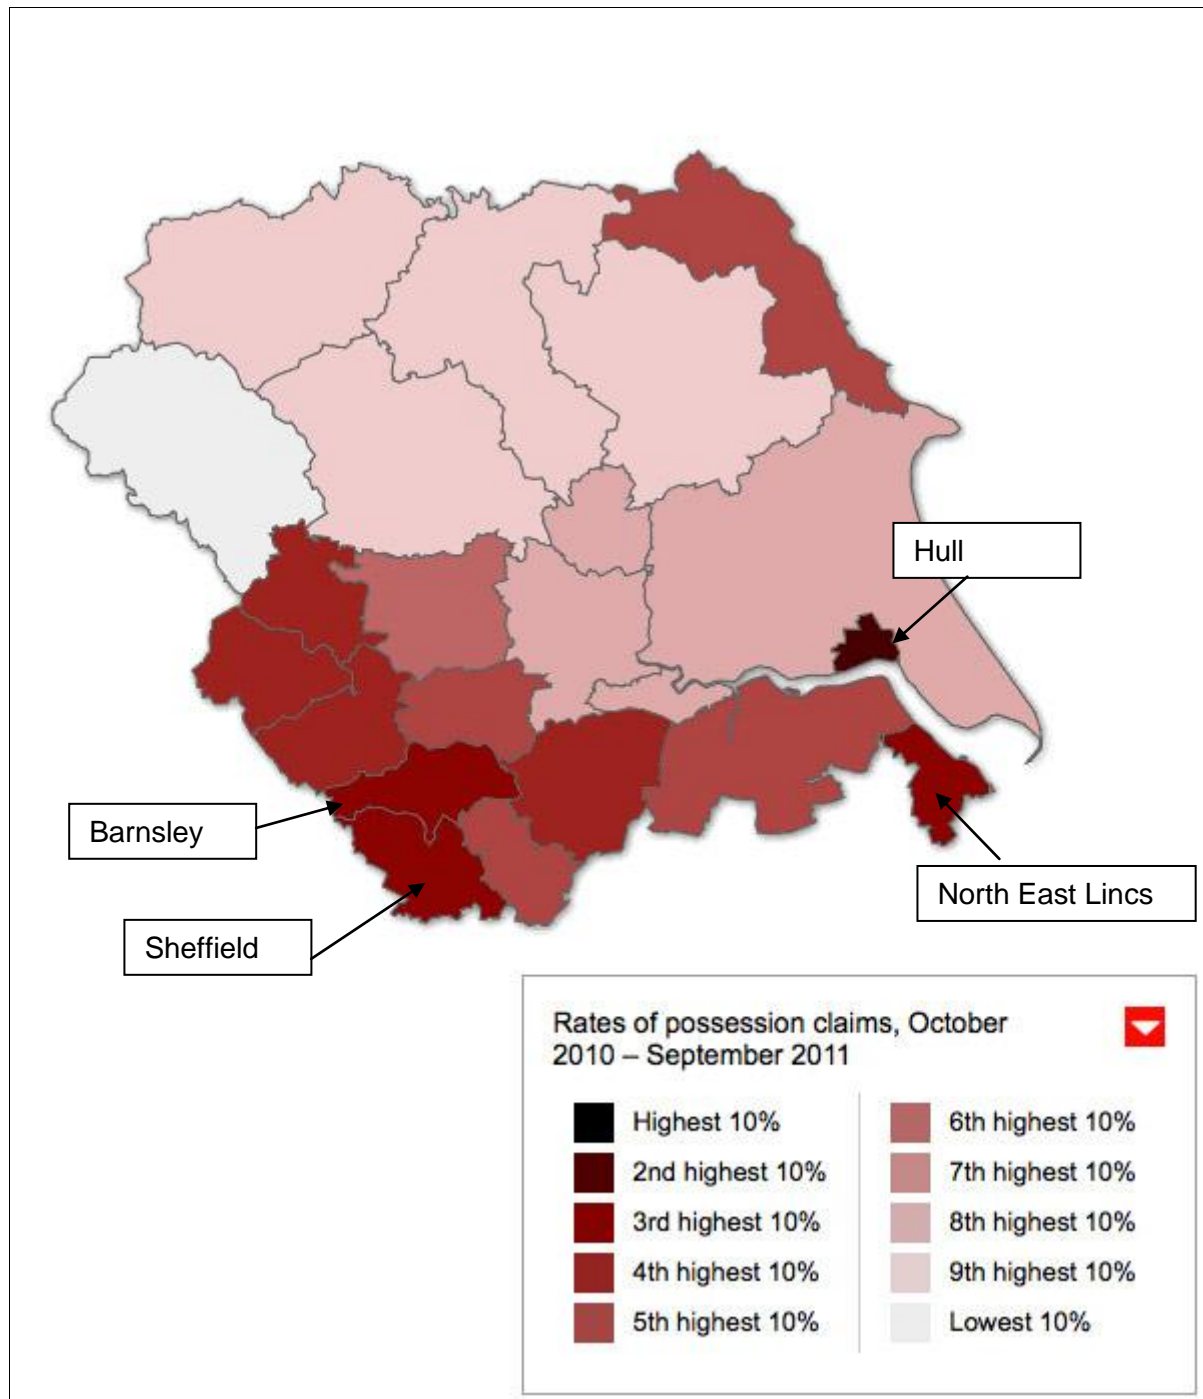 Hull
Barnsley
North East Lincs
Sheffield
Rates of possession claims, October
2010 – September 2011
Highest 10%
2nd highest 10%
3rd highest 10%
4th highest 10%
5th highest 10%
6th highest 10%
7th highest 10%
8th highest 10%
9th highest 10%
Lowest 10%